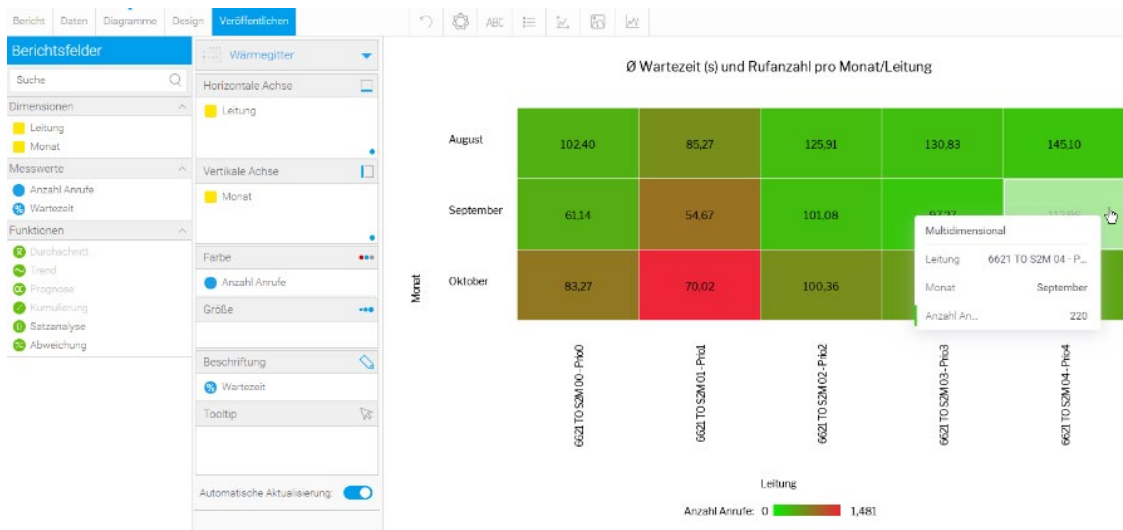 Bericht Daten Diagramme Design Veröffentlichen ABC
Berichtsfelder
Suche
Dimensionen
Leitung
Monat
Messwerte
Anzahl Anrufe
Wartezeit
Funktionen
Durchschnitt
Trend
Prognose
Kumulierung
Satzanalyse
Abweichung
Wärmegitter
Horizontale Achse
Leitung
Vertikale Achse
Monat
Farbe
Anzahl Anrufe
Größe
Beschriftung
Wartezeit
Tooltip
Automatische Aktualisierung:
Ø Wartezeit (s) und Rufanzahl pro Monat/Leitung
Monat
August 102,40 85,27 125,91 130,83 145,10
September 61,14 54,67 101,08 97,27
Oktober 83,27 70,02 100,36
Multidimensional
Leitung 6621 TO S2M 04 - P...
Monat September
Anzahl An... 220
6621 TO S2M 00 - Prio0
6621 TO S2M 01 - Prio1
6621 TO S2M 02 - Prio2
6621 TO S2M 03 - Prio3
6621 TO S2M 04 - Prio4
Leitung
Anzahl Anrufe: 0 1,481